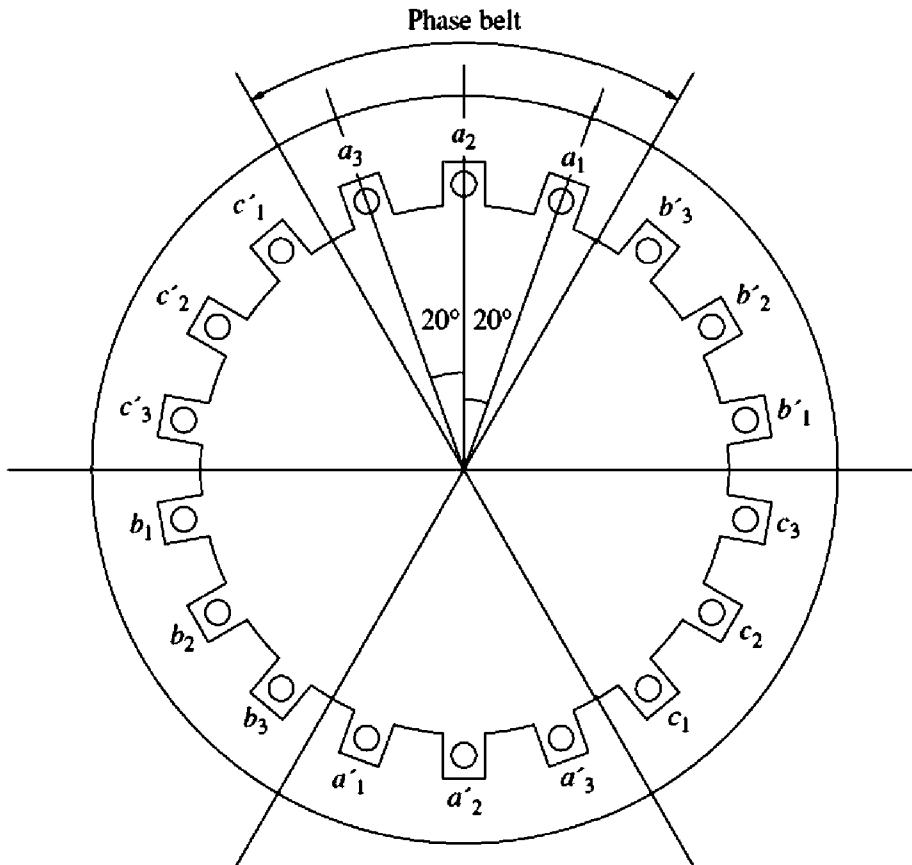 Phase belt
a₃
a₂
a₁
c′₁
b′₃
c′₂
b′₂
20°
20°
c′₃
b′₁
b₁
c₃
b₂
c₂
b₃
c₁
a′₁
a′₂
a′₃